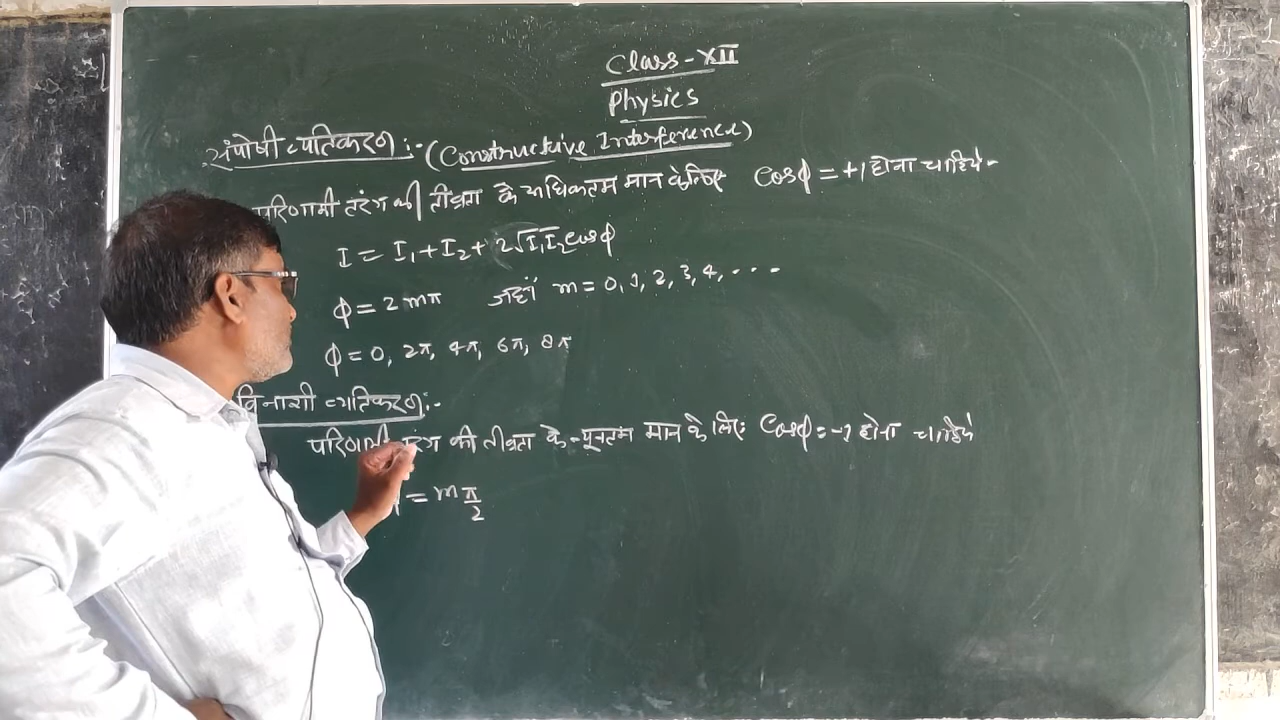 Class-XII
Physics
संपोषी व्यतिकरण:- (Constructive Interference)
परिणामी तरंग की तीव्रता के अधिकतम मान के लिए cosφ = +1 होना चाहिये-
I = I₁ + I₂ + 2√I₁I₂ cosφ
φ = 2mπ जहां m = 0, 1, 2, 3, 4, ...
φ = 0, 2π, 4π, 6π, 8π
विनाशी व्यतिकरण:-
परिणामी तरंग की तीव्रता के न्यूनतम मान के लिए cosφ = -1 होना चाहिये
= mπ/2